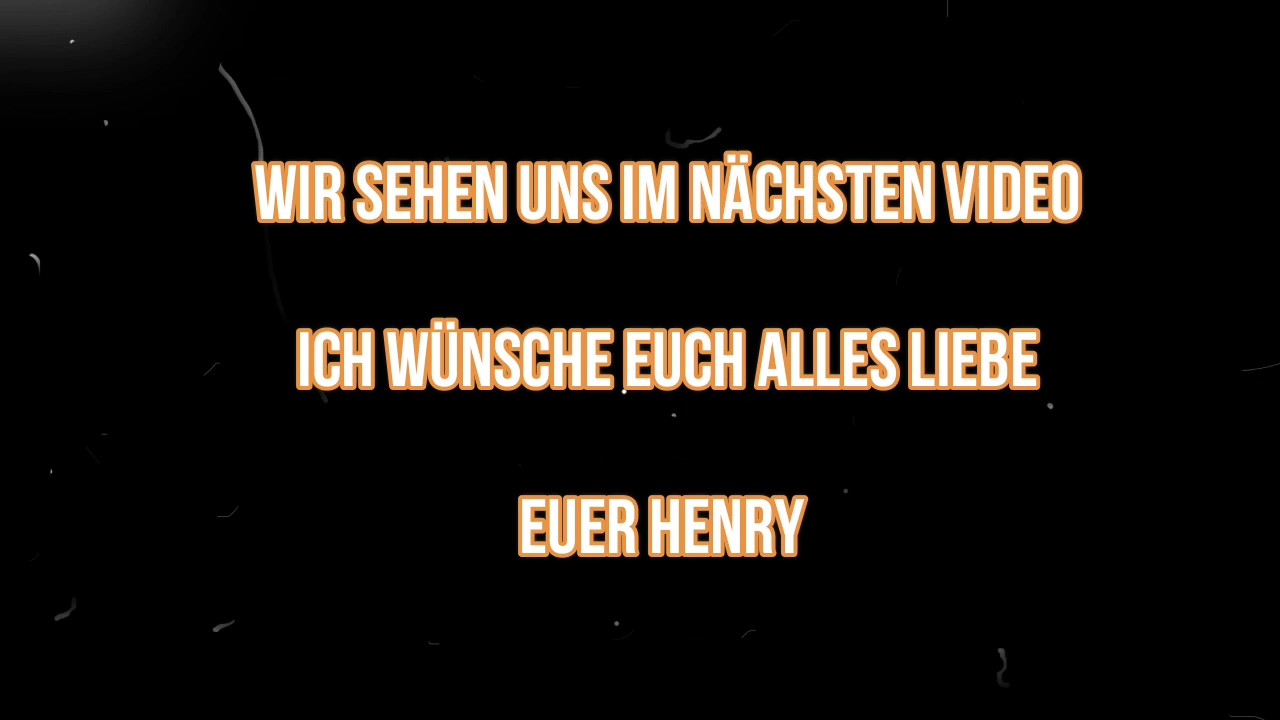 WIR SEHEN UNS IM NÄCHSTEN VIDEO
ICH WÜNSCHE EUCH ALLES LIEBE
EUER HENRY